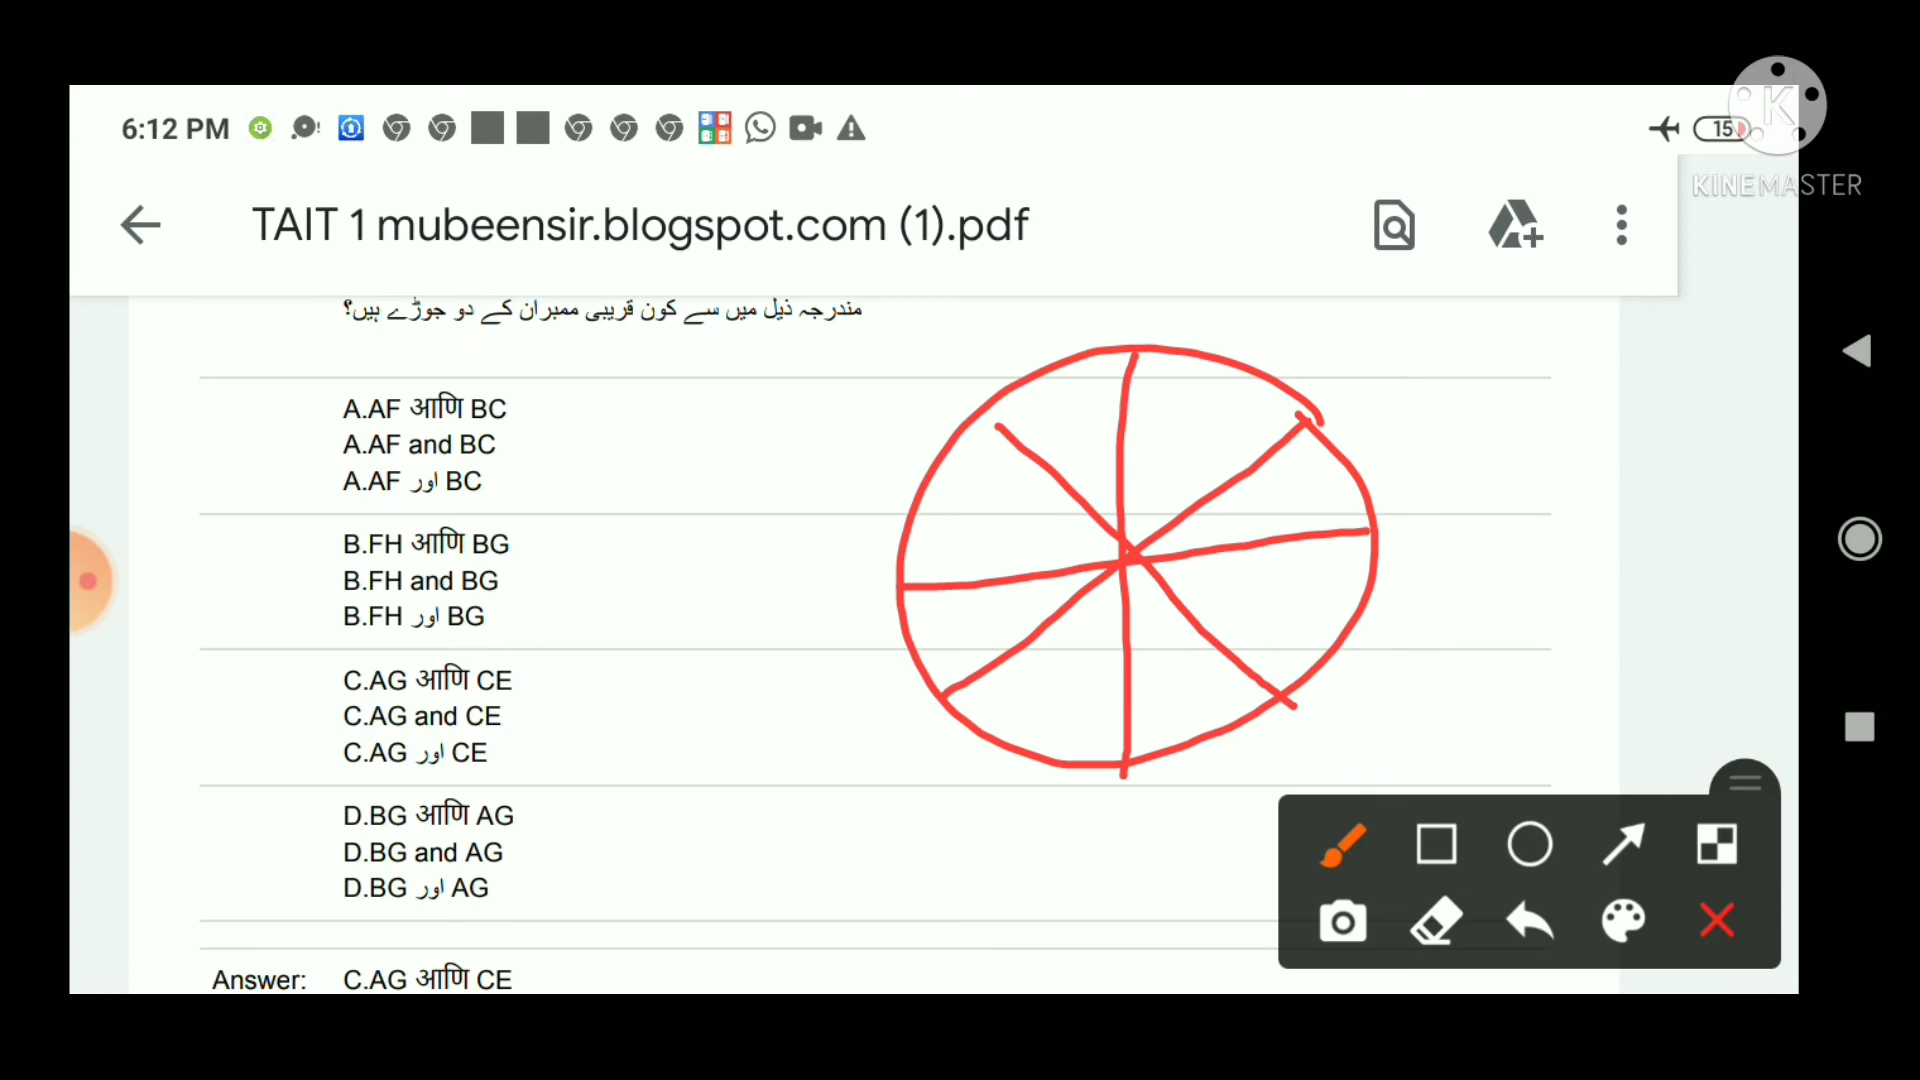 6:12 PM
15
KINEMASTER
TAIT 1 mubeensir.blogspot.com (1).pdf
مندرجہ ذیل میں سے کون قریبی ممبران کے دو جوڑے ہیں؟
A.AF आणि BC
A.AF and BC
A.AF اور BC
B.FH आणि BG
B.FH and BG
B.FH اور BG
C.AG आणि CE
C.AG and CE
C.AG اور CE
D.BG आणि AG
D.BG and AG
D.BG اور AG
Answer: C.AG आणि CE